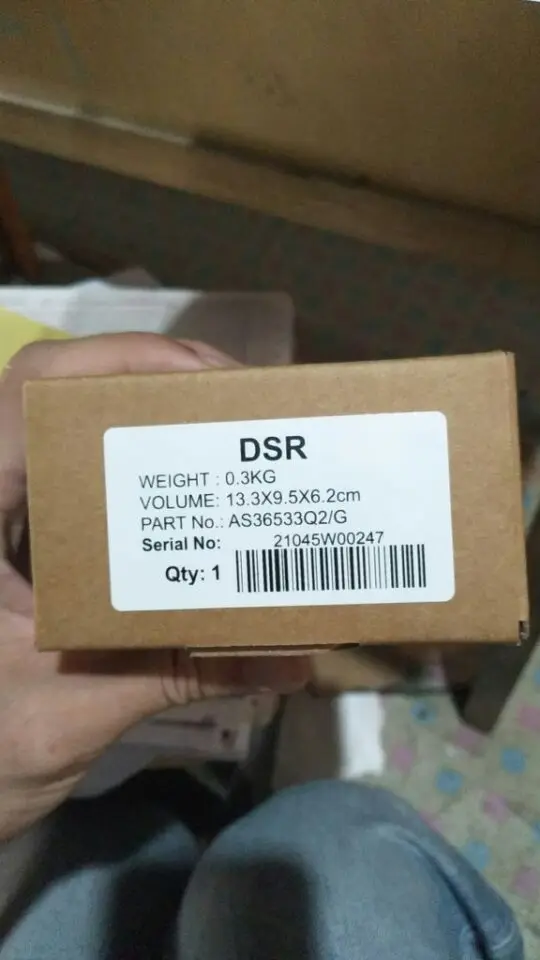 DSR
WEIGHT : 0.3KG
VOLUME: 13.3X9.5X6.2cm
PART No.: AS36533Q2/G
Serial No: 21045W00247
Qty: 1